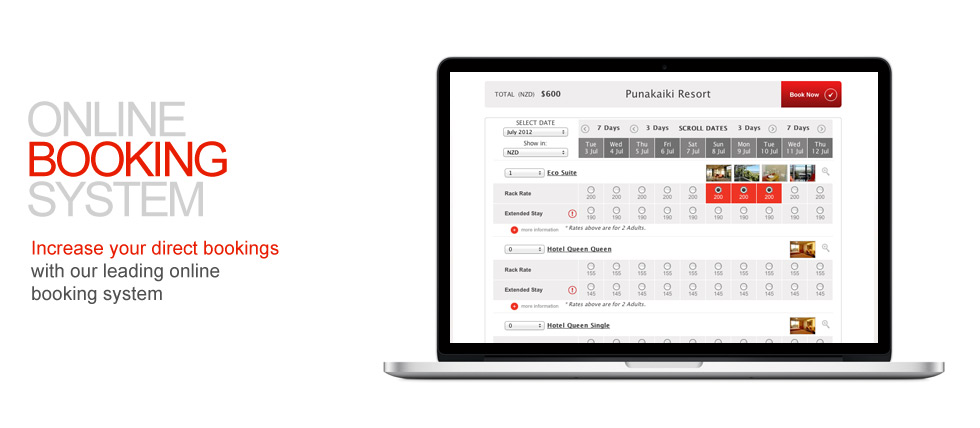 ONLINE
BOOKING
SYSTEM
Increase your direct bookings
with our leading online
booking system
TOTAL (NZD) $600 Punakaiki Resort Book Now
SELECT DATE
July 2012 7 Days 3 Days SCROLL DATES 3 Days 7 Days
Show in:
NZD
Tue Wed Thu Fri Sat Sun Mon Tue Wed Thu
3 Jul 4 Jul 5 Jul 6 Jul 7 Jul 8 Jul 9 Jul 10 Jul 11 Jul 12 Jul
1 Eco Suite
Rack Rate
200 200 200 200 200 200 200 200 200 200
Extended Stay
190 190 190 190 190 190 190 190 190 190
more information * Rates above are for 2 Adults.
0 Hotel Queen Queen
Rack Rate
155 155 155 155 155 155 155 155 155 155
Extended Stay
145 145 145 145 145 145 145 145 145 145
more information * Rates above are for 2 Adults.
0 Hotel Queen Single
Rack Rate